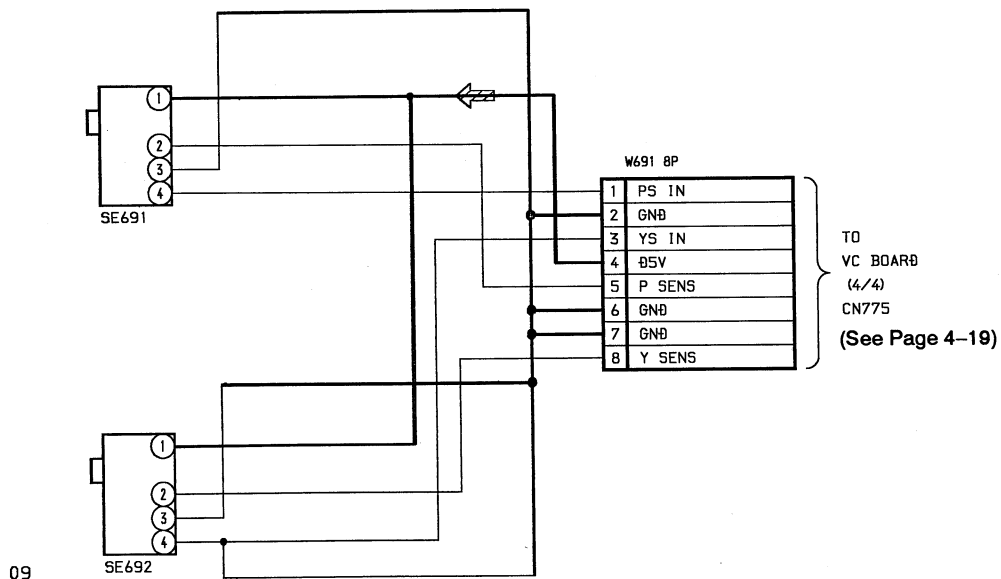 1
2
3
4
SE691
W691 8P
1 PS IN
2 GND
3 YS IN
4 D5V
5 P SENS
6 GND
7 GND
8 Y SENS
TO
VC BOARD
(4/4)
CN775
(See Page 4–19)
1
2
3
4
SE692
09